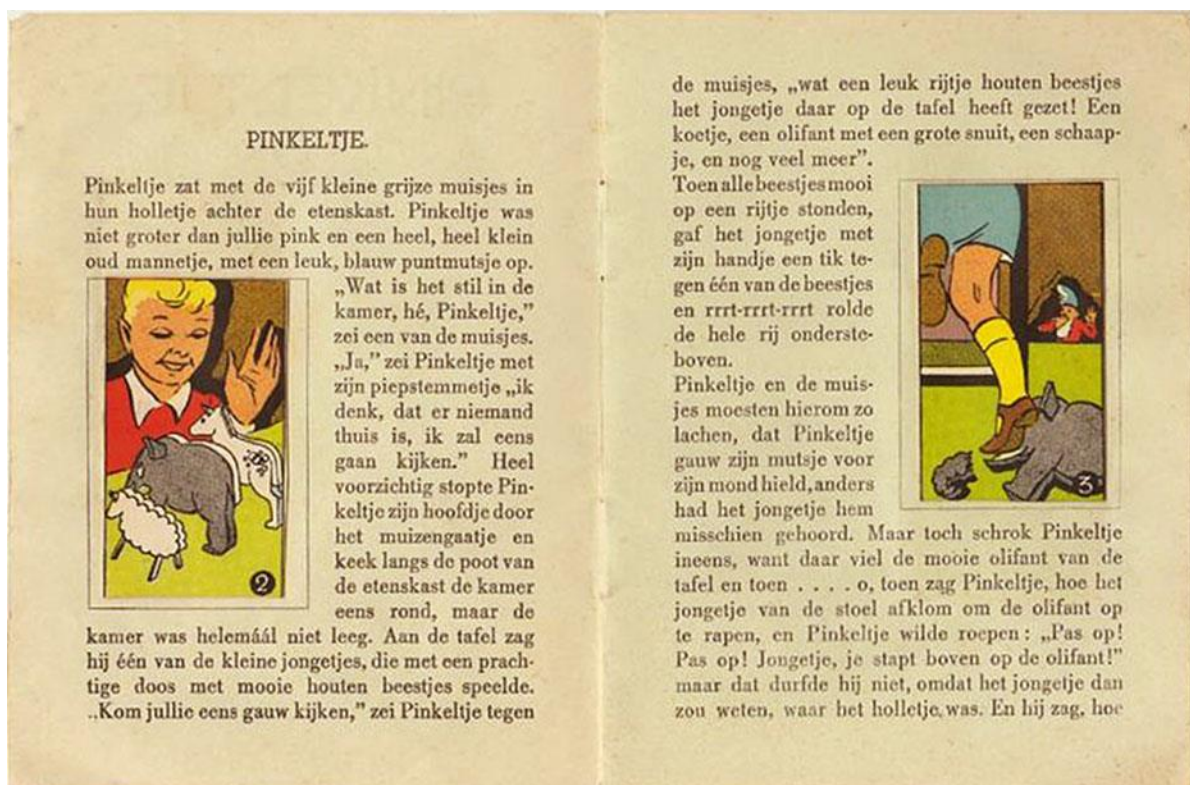 PINKELTJE.
Pinkeltje zat met de vijf kleine grijze muisjes in
hun holletje achter de etenskast. Pinkeltje was
niet groter dan jullie pink en een heel, heel klein
oud mannetje, met een leuk, blauw puntmutsje op.
„Wat is het stil in de
kamer, hé, Pinkeltje,”
zei een van de muisjes.
„Ja,” zei Pinkeltje met
zijn piepstemmetje „ik
denk, dat er niemand
thuis is, ik zal eens
gaan kijken.” Heel
voorzichtig stopte Pin-
keltje zijn hoofdje door
het muizengaatje en
keek langs de poot van
de etenskast de kamer
eens rond, maar de
kamer was helemáál niet leeg. Aan de tafel zag
hij één van de kleine jongetjes, die met een prach-
tige doos met mooie houten beestjes speelde.
„Kom jullie eens gauw kijken,” zei Pinkeltje tegen
2
de muisjes, „wat een leuk rijtje houten beestjes
het jongetje daar op de tafel heeft gezet! Een
koetje, een olifant met een grote snuit, een schaap-
je, en nog veel meer”.
Toen alle beestjes mooi
op een rijtje stonden,
gaf het jongetje met
zijn handje een tik te-
gen één van de beestjes
en rrrt-rrrt-rrrt rolde
de hele rij onderste-
boven.
Pinkeltje en de muis-
jes moesten hierom zo
lachen, dat Pinkeltje
gauw zijn mutsje voor
zijn mond hield, anders
had het jongetje hem
misschien gehoord. Maar toch schrok Pinkeltje
ineens, want daar viel de mooie olifant van de
tafel en toen . . . . o, toen zag Pinkeltje, hoe het
jongetje van de stoel afklom om de olifant op
te rapen, en Pinkeltje wilde roepen: „Pas op!
Pas op! Jongetje, je stapt boven op de olifant!”
maar dat durfde hij niet, omdat het jongetje dan
zou weten, waar het holletje was. En hij zag, hoe
3